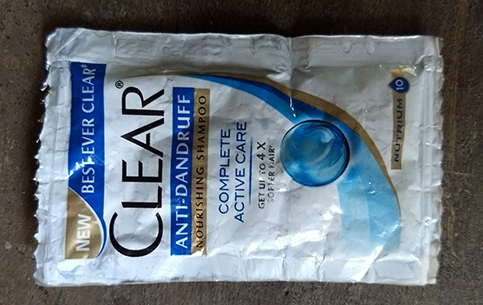 NEW BEST EVER CLEAR†
CLEAR®
ANTI-DANDRUFF
NOURISHING SHAMPOO
COMPLETE
ACTIVE CARE
GET UP TO 4X
SOFTER HAIR*
NUTRIUM 10